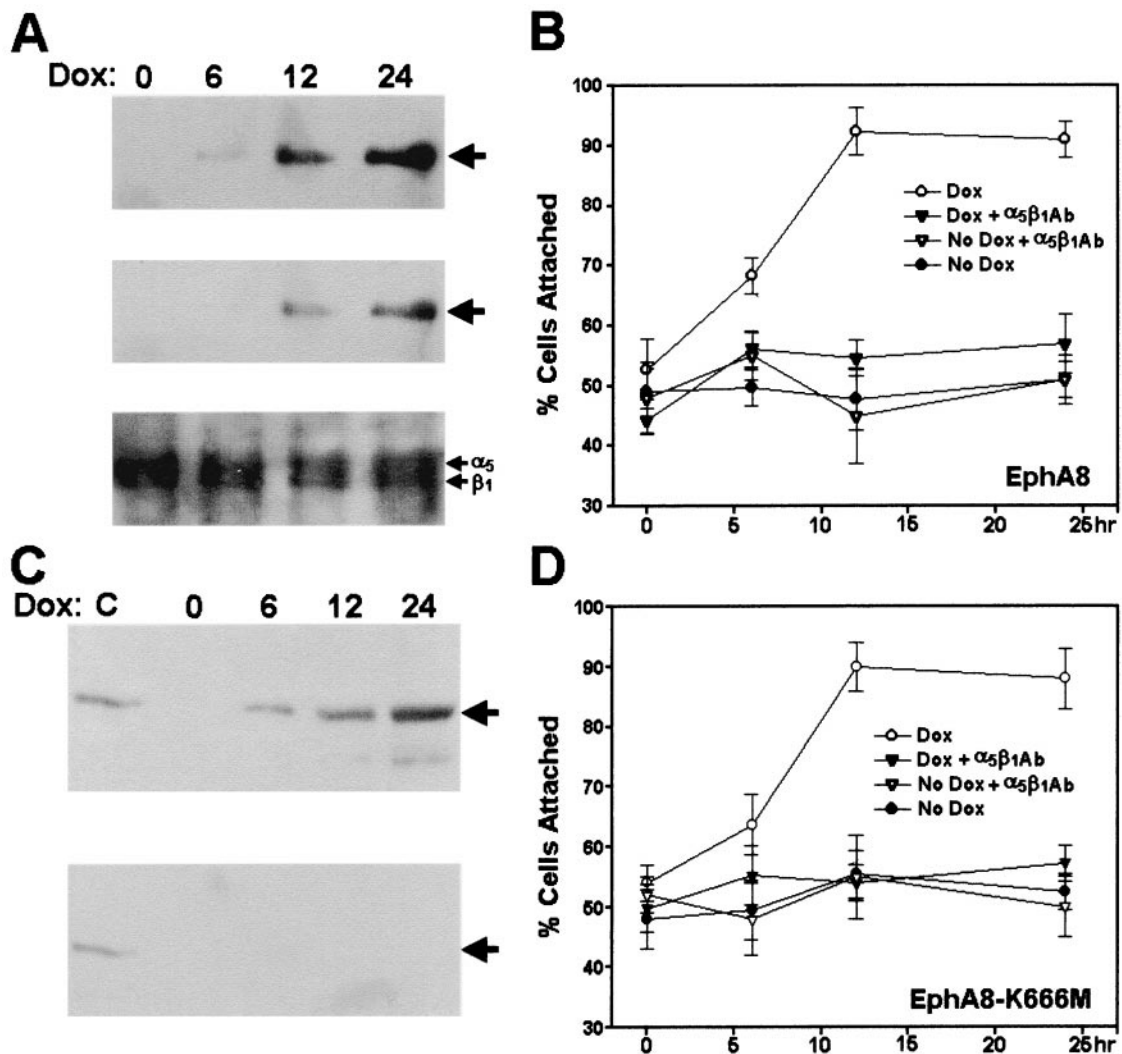 A
Dox: 0 6 12 24
α5
β1
B
% Cells Attached
90
80
70
60
50
40
30
Dox
Dox + α5β1Ab
No Dox + α5β1Ab
No Dox
EphA8
0 5 10 15 20 25hr
C
Dox: C 0 6 12 24
D
% Cells Attached
100
90
80
70
60
50
40
30
Dox
Dox + α5β1Ab
No Dox + α5β1Ab
No Dox
EphA8-K666M
0 5 10 15 20 25hr